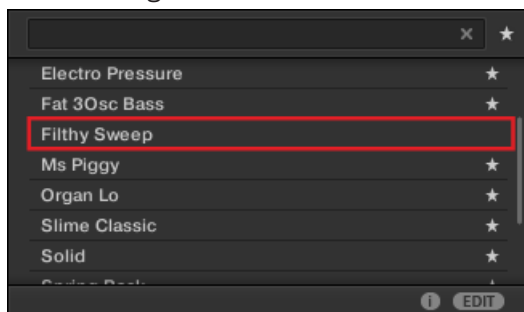 Electro Pressure
Fat 3Osc Bass
Filthy Sweep
Ms Piggy
Organ Lo
Slime Classic
Solid
EDIT